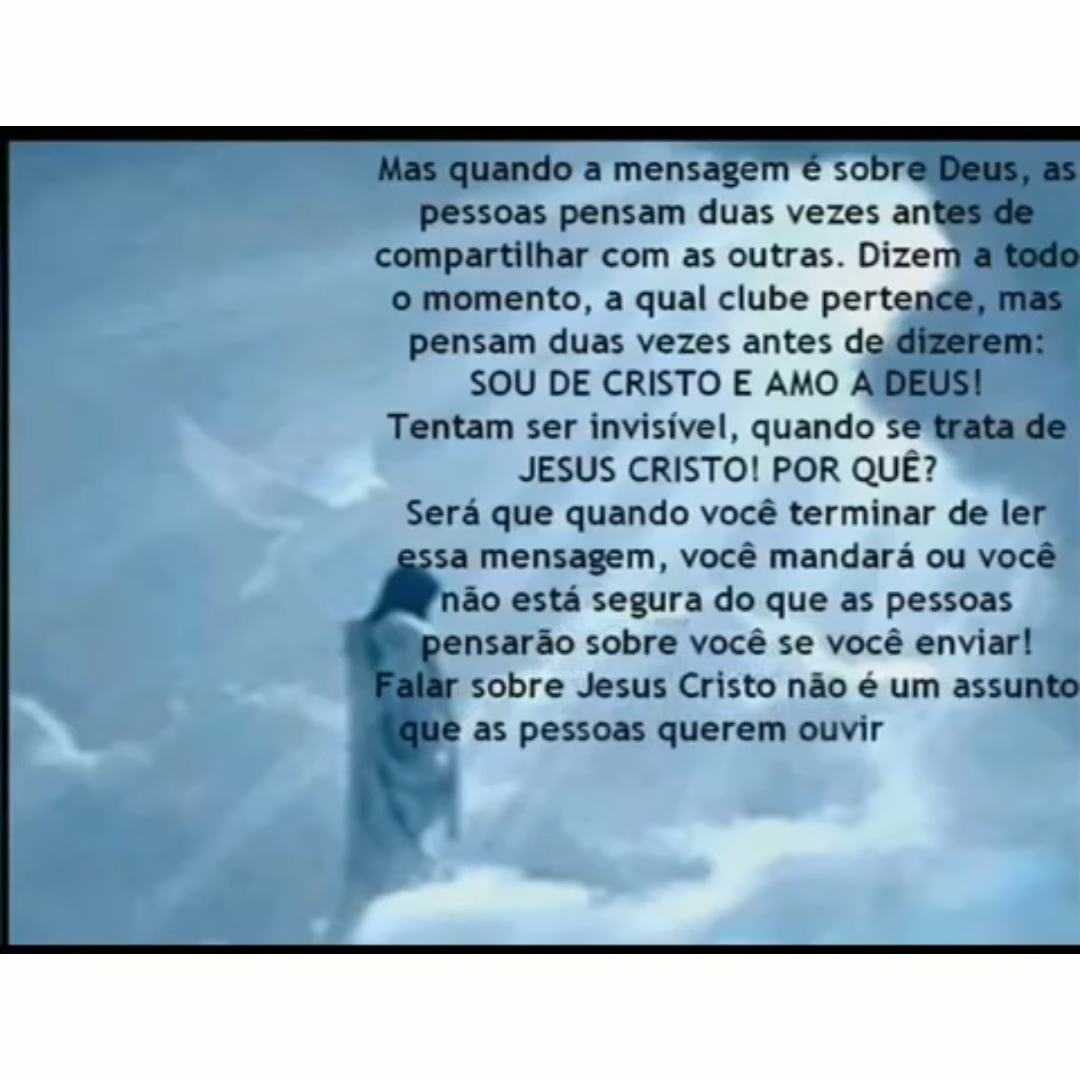 Mas quando a mensagem é sobre Deus, as
pessoas pensam duas vezes antes de
compartilhar com as outras. Dizem a todo
o momento, a qual clube pertence, mas
pensam duas vezes antes de dizerem:
SOU DE CRISTO E AMO A DEUS!
Tentam ser invisível, quando se trata de
JESUS CRISTO! POR QUÊ?
Será que quando você terminar de ler
essa mensagem, você mandará ou você
não está segura do que as pessoas
pensarão sobre você se você enviar!
Falar sobre Jesus Cristo não é um assunto
que as pessoas querem ouvir